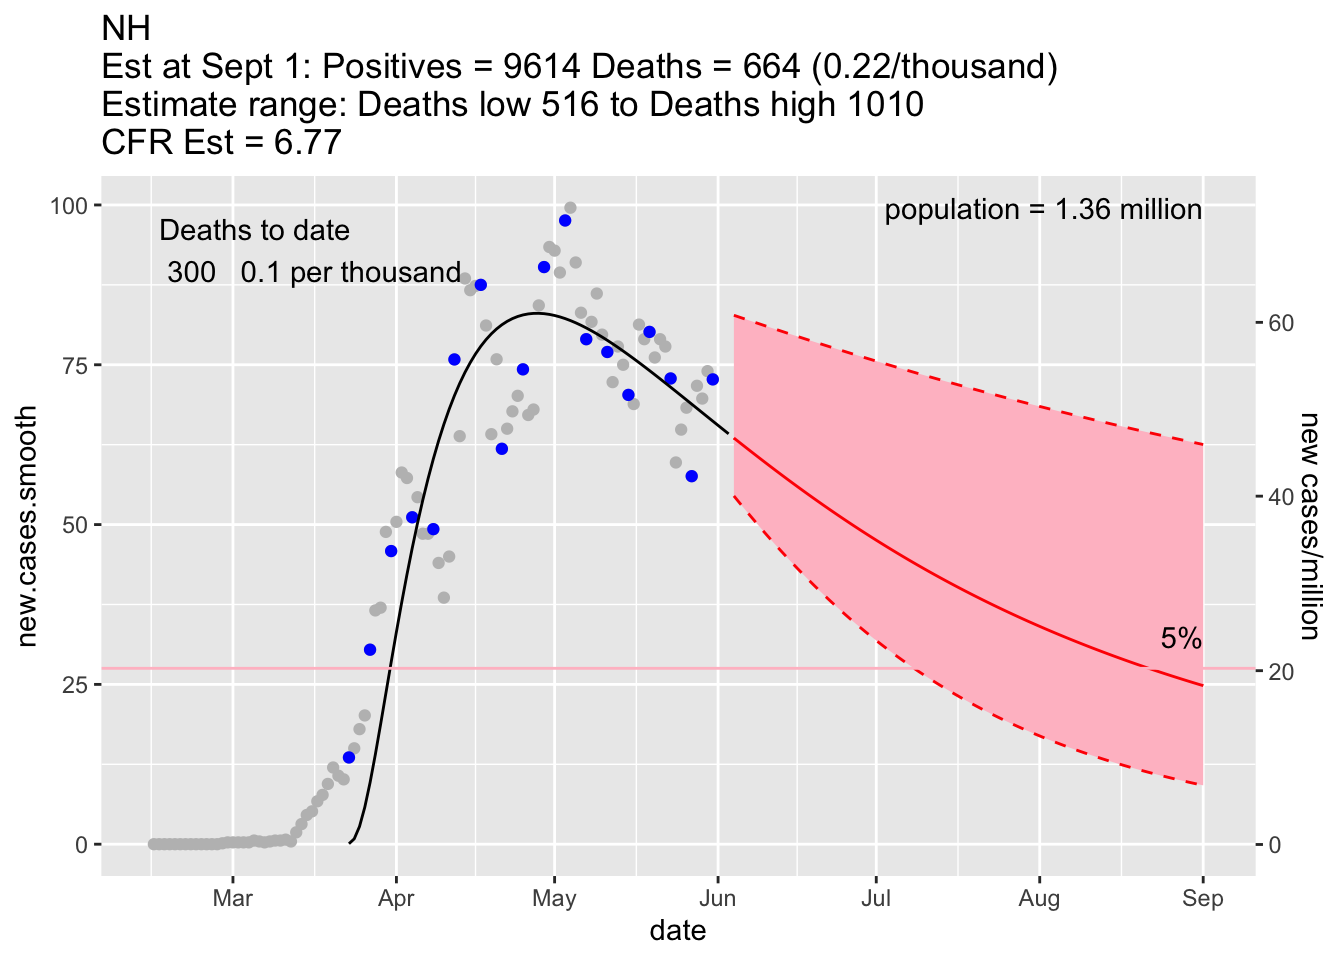 NH
Est at Sept 1: Positives = 9614 Deaths = 664 (0.22/thousand)
Estimate range: Deaths low 516 to Deaths high 1010
CFR Est = 6.77
Deaths to date
300 0.1 per thousand
population = 1.36 million
100
75
50
25
0
new.cases.smooth
60
40
20
0
new cases/million
5%
Mar
Apr
May
Jun
Jul
Aug
Sep
date